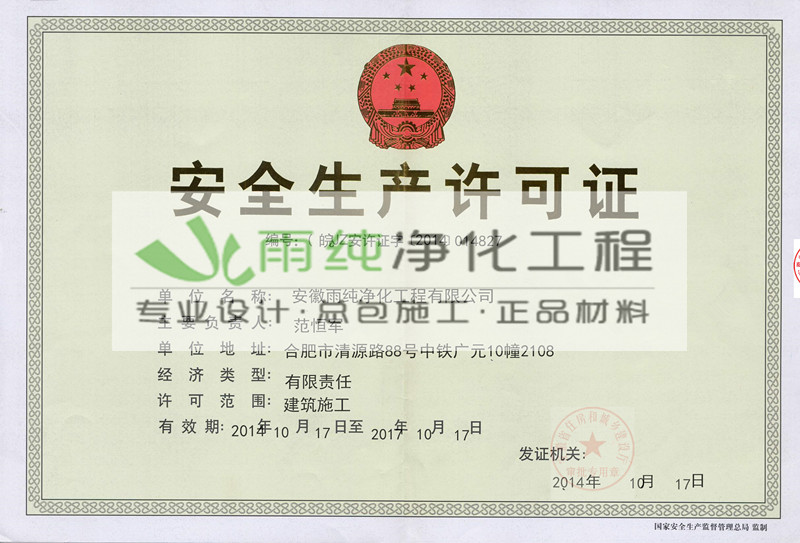 安全生产许可证
编号:(皖)JZ安许证字[2014]014827
雨纯净化工程
单位名称: 安徽雨纯净化工程有限公司
专业设计·总包施工·正品材料
主要负责人: 范恒军
单位地址: 合肥市清源路88号中铁广元10幢2108
经济类型: 有限责任
许可范围: 建筑施工
有效期: 2014年10月17日至2017年10月17日
发证机关:
审批专用章
2014年 10月 17日
国家安全生产监督管理总局 监制